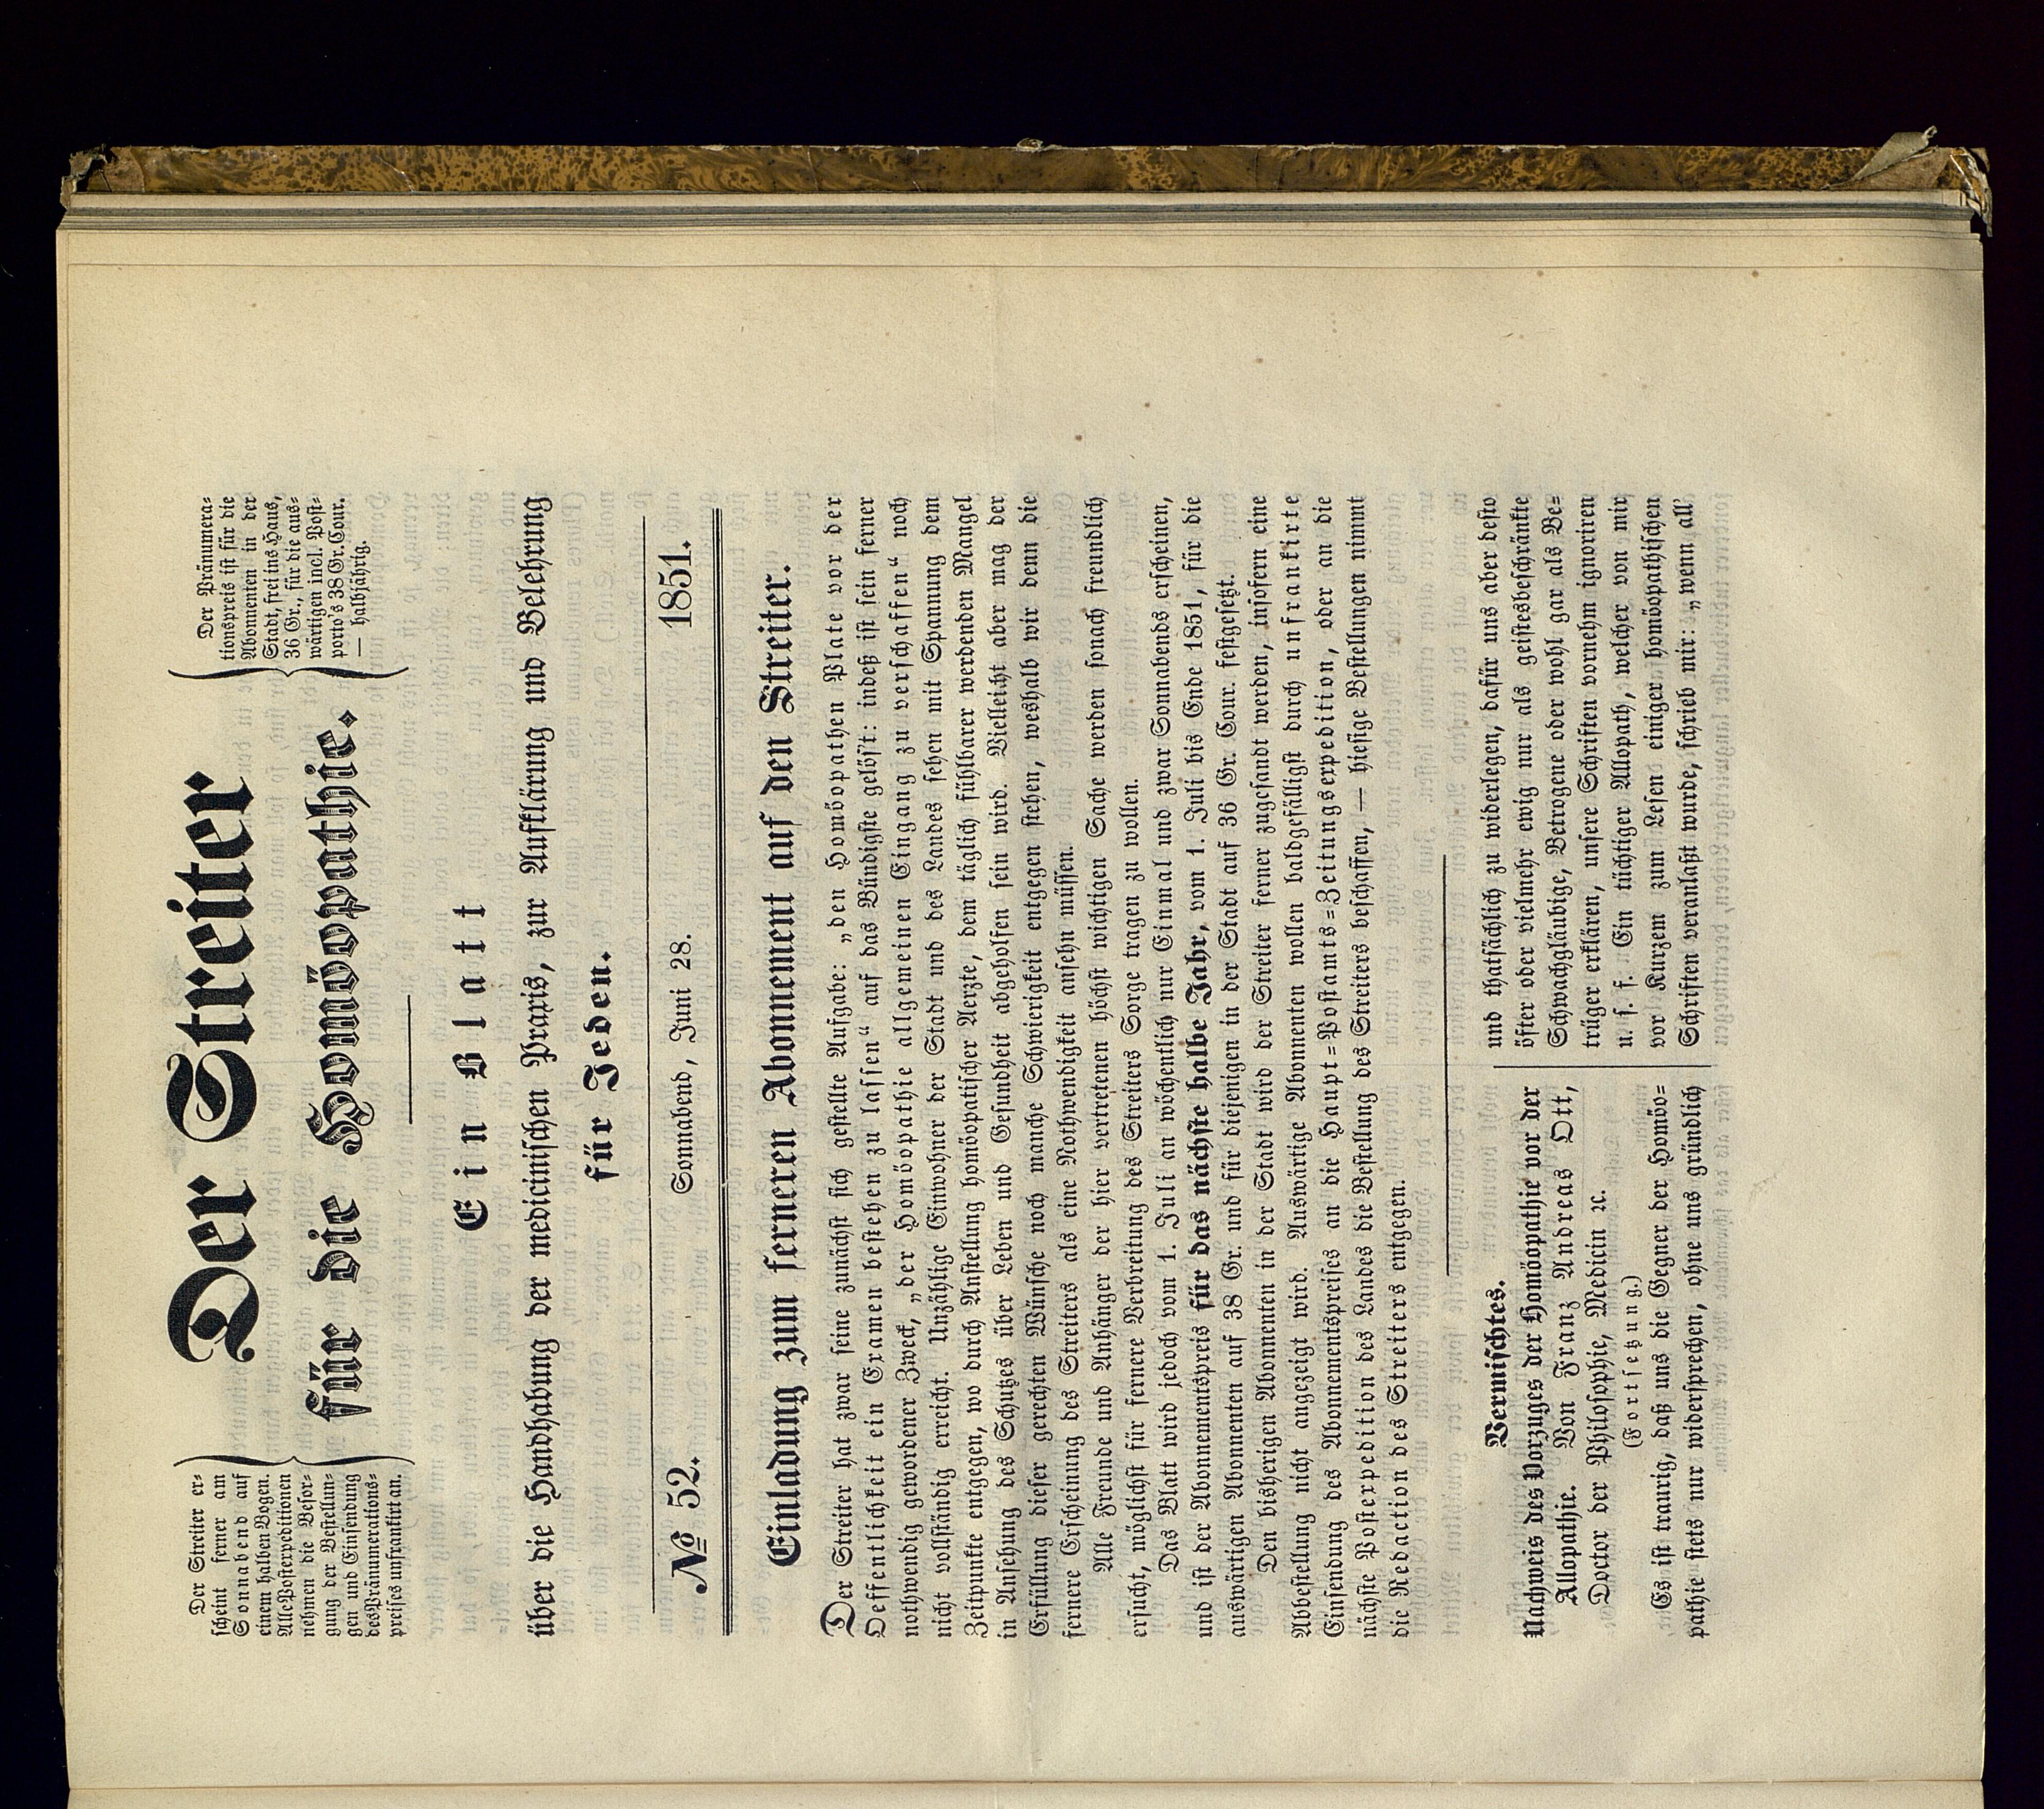 Der Streiter er-
scheint ferner am
Sonnabend auf
einem halben Bogen.
Alle Postexpeditionen
nehmen die Besor-
gung der Bestellun-
gen und Einsendung
des Pränumerations-
preises unfrankirt an.
Der Streiter
für die Homöopathie.
Der Pränumera-
tionspreis ist für die
Abonnenten in der
Stadt, frei ins Haus,
36 Gr., für die aus-
wärtigen incl. Post-
porto's 38 Gr. Cour.
— halbjährig.
Ein Blatt
über die Handhabung der medicinischen Praxis, zur Aufklärung und Belehrung
für Jeden.
№ 52. Sonnabend, Juni 28. 1851.
Einladung zum ferneren Abonnement auf den Streiter.
Der Streiter hat zwar seine zunächst sich gestellte Aufgabe: „den Homöopathen Plate vor der
Oeffentlichkeit ein Examen bestehen zu lassen“ auf das Bündigste gelös't: indeß ist sein ferner
nothwendig gewordener Zweck, „der Homöopathie allgemeinen Eingang zu verschaffen“ noch
nicht vollständig erreicht. Unzählige Einwohner der Stadt und des Landes sehen mit Spannung dem
Zeitpunkte entgegen, wo durch Anstellung homöopatischer Aerzte, dem täglich fühlbarer werdenden Mangel
in Ansehung des Schutzes über Leben und Gesundheit abgeholfen sein wird. Vielleicht aber mag der
Erfüllung dieser gerechten Wünsche noch manche Schwierigkeit entgegen stehen, weshalb wir denn die
fernere Erscheinung des Streiters als eine Nothwendigkeit ansehn müssen.
Alle Freunde und Anhänger der hier vertretenen höchst wichtigen Sache werden sonach freundlich
ersucht, möglichst für fernere Verbreitung des Streiters Sorge tragen zu wollen.
Das Blatt wird jedoch vom 1. Juli an wöchentlich nur Einmal und zwar Sonnabends erscheinen,
und ist der Abonnementspreis für das nächste halbe Jahr, vom 1. Juli bis Ende 1851, für die
auswärtigen Abonnenten auf 38 Gr. und für diejenigen in der Stadt auf 36 Gr. Cour. festgesetzt.
Den bisherigen Abonnenten in der Stadt wird der Streiter ferner zugesandt werden, insofern eine
Abbestellung nicht angezeigt wird. Auswärtige Abonnenten wollen baldgefälligst durch unfrankirte
Einsendung des Abonnementspreises an die Haupt-Postamts-Zeitungsexpedition, oder an die
nächste Postexpedition des Landes die Bestellung des Streiters beschaffen, — hiesige Bestellungen nimmt
die Redaction des Streiters entgegen.
Vermischtes.
Nachweis des Vorzuges der Homöopathie vor der
Allopathie. Von Franz Andreas Ott,
Doctor der Philosophie, Medicin ꝛc.
(Fortsetzung.)
Es ist traurig, daß uns die Gegner der Homöo-
pathie stets nur widersprechen, ohne uns gründlich
und thatsächlich zu widerlegen, dafür uns aber desto
öfter oder vielmehr ewig nur als geistesbeschränkte
Schwachgläubige, Betrogene oder wohl gar als Be-
trüger erklären, unsere Schriften vornehm ignoriren
u. s. f. Ein tüchtiger Allopath, welcher von mir
vor Kurzem zum Lesen einiger homöopathischen
Schriften veranlaßt wurde, schrieb mir: „wenn all'